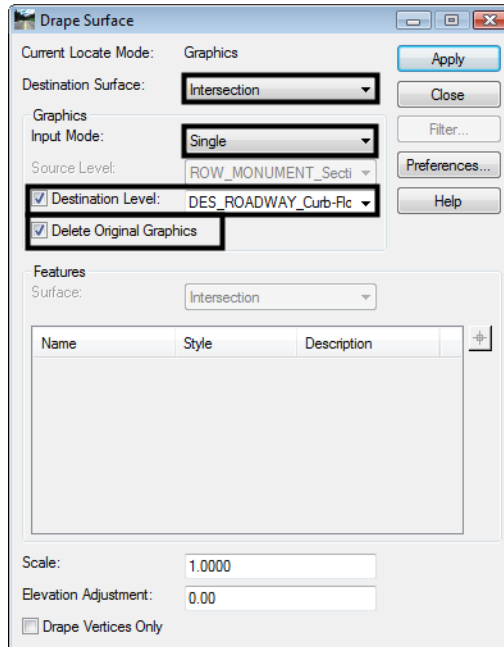 Drape Surface
Current Locate Mode: Graphics
Apply
Destination Surface: Intersection
Close
Graphics
Input Mode: Single
Filter...
Source Level: ROW_MONUMENT_Secti
Preferences...
Destination Level: DES_ROADWAY_Curb-Flc
Help
Delete Original Graphics
Features
Surface: Intersection
Name Style Description
Scale: 1.0000
Elevation Adjustment: 0.00
Drape Vertices Only